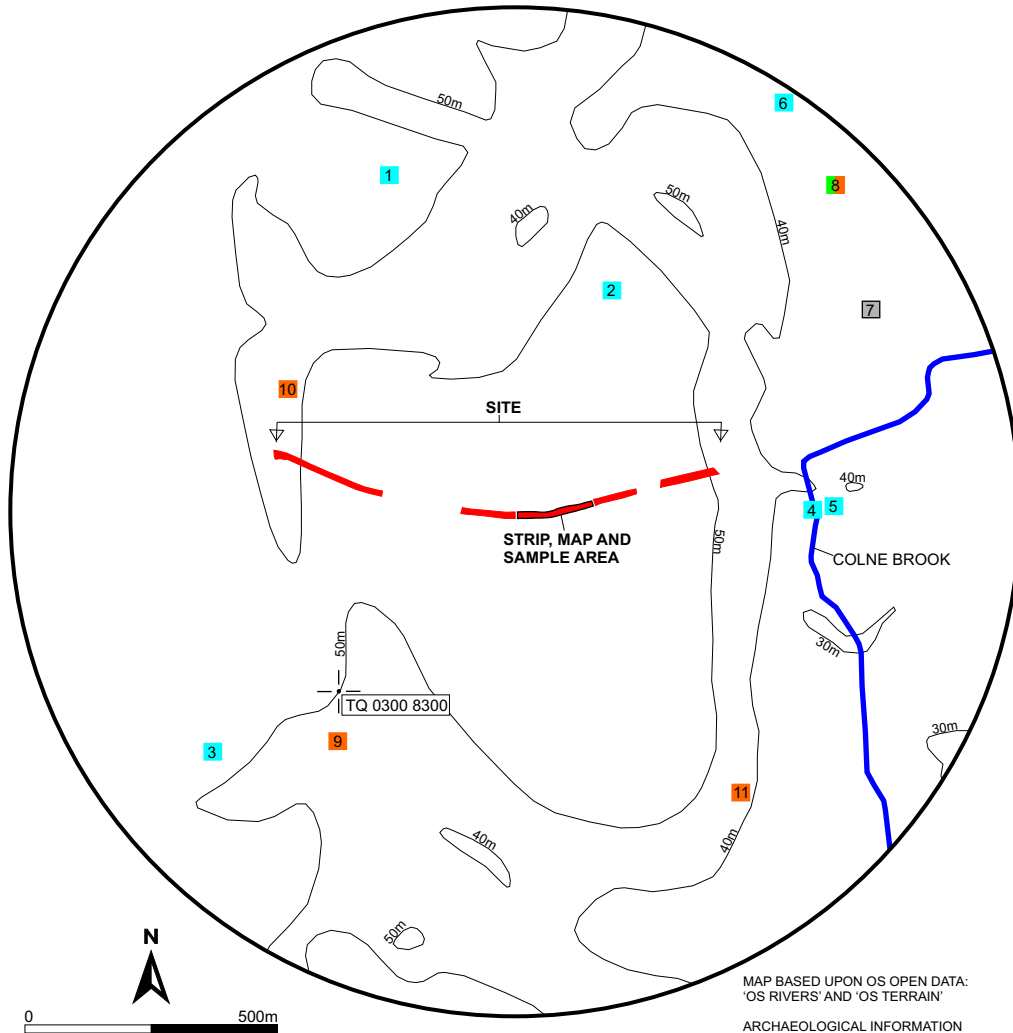 6
50m
1
8
50m
40m
40m
2
7
10
SITE
40m
4
5
STRIP, MAP AND
SAMPLE AREA
50m
COLNE BROOK
50m
30m
TQ 0300 8300
9
3
30m
11
40m
40m
50m
N
MAP BASED UPON OS OPEN DATA:
'OS RIVERS' AND 'OS TERRAIN'
0
500m
ARCHAEOLOGICAL INFORMATION